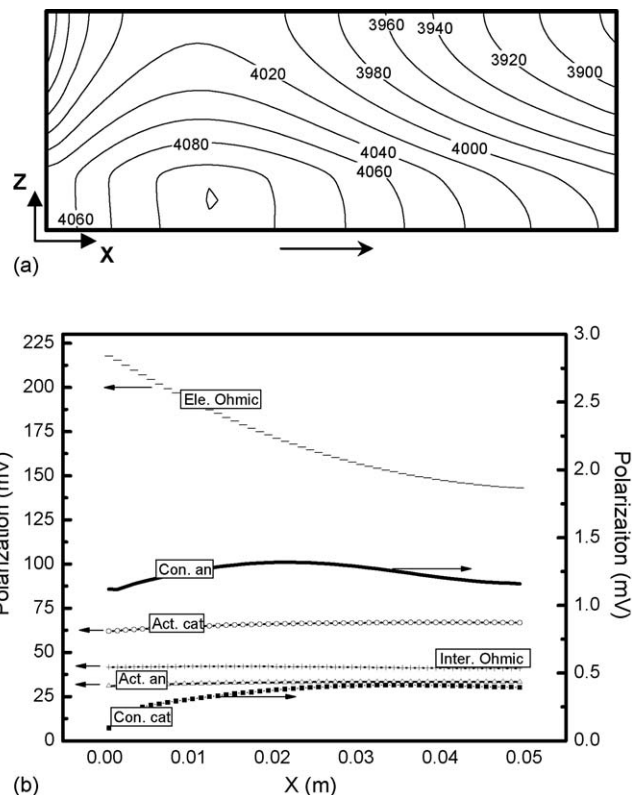 3960
3940
4020
3980
3920
3900
4080
4040
4000
4060
Z
4060
X
(a)
225
200
175
150
125
100
75
50
25
0
Polarization (mV)
3.0
2.5
2.0
1.5
1.0
0.5
0.0
Polarizaiton (mV)
Ele. Ohmic
Con. an
Act. cat
Inter. Ohmic
Act. an
Con. cat
0.00 0.01 0.02 0.03 0.04 0.05
(b)
X (m)